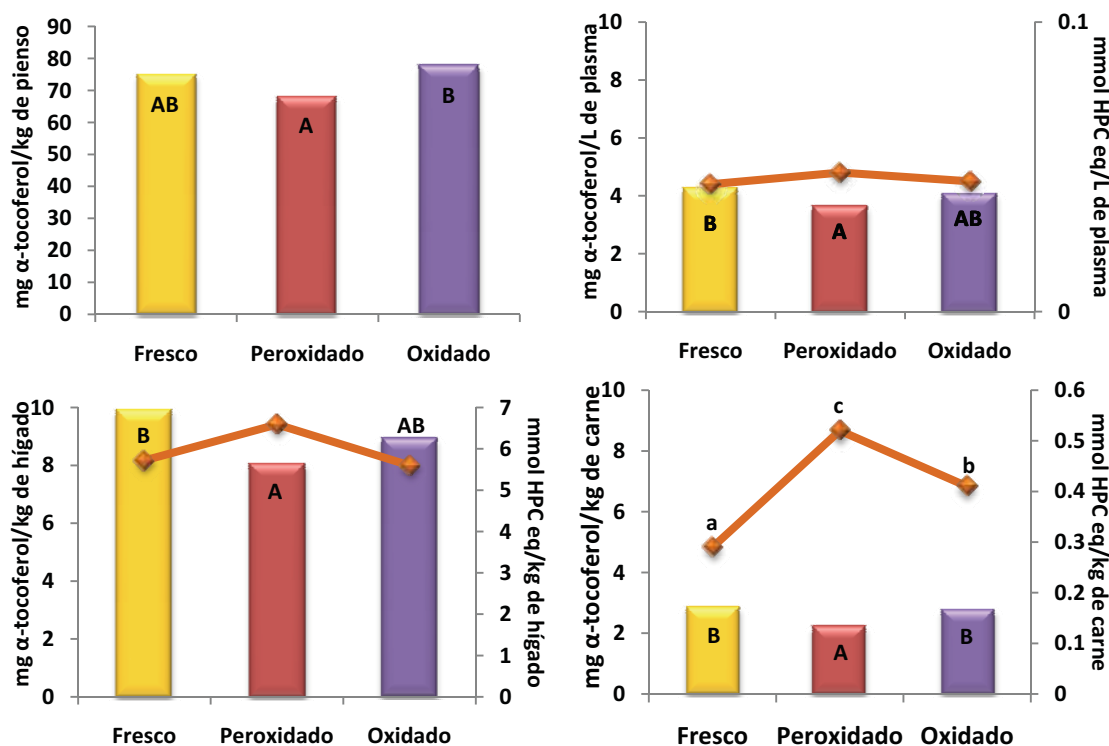 mg α-tocoferol/kg de pienso
90
80
70
60
50
40
30
20
10
0
AB
A
B
Fresco
Peroxidado
Oxidado
mg α-tocoferol/L de plasma
10
8
6
4
2
0
B
A
AB
0.1
0
mmol HPC eq/L de plasma
Fresco
Peroxidado
Oxidado
mg α-tocoferol/kg de hígado
10
8
6
4
2
0
B
A
AB
7
6
5
4
3
2
1
0
mmol HPC eq/kg de hígado
Fresco
Peroxidado
Oxidado
mg α-tocoferol/kg de carne
10
8
6
4
2
0
a
c
b
B
A
B
0.6
0.5
0.4
0.3
0.2
0.1
0
mmol HPC eq/kg de carne
Fresco
Peroxidado
Oxidado